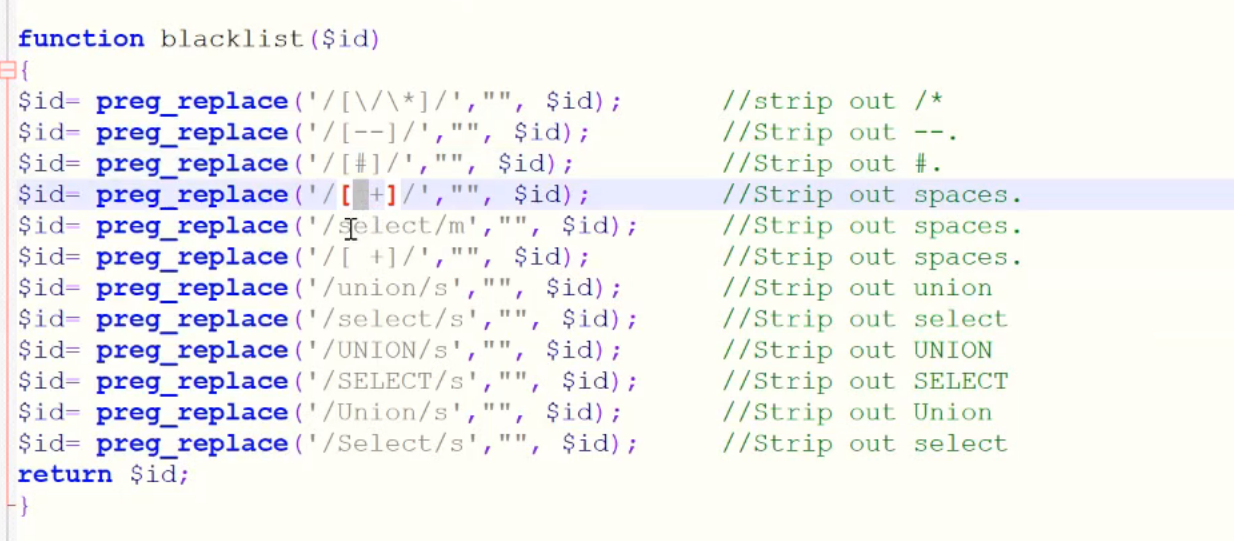 function blacklist($id)
{
$id= preg_replace('/[\/\*]/',"", $id);		//strip out /*
$id= preg_replace('/[--]/',"", $id);		//Strip out --.
$id= preg_replace('/[#]/',"", $id);		//Strip out #.
$id= preg_replace('/[ +]/',"", $id);		//Strip out spaces.
$id= preg_replace('/select/m',"", $id);		//Strip out spaces.
$id= preg_replace('/[ +]/',"", $id);		//Strip out spaces.
$id= preg_replace('/union/s',"", $id);		//Strip out union
$id= preg_replace('/select/s',"", $id);		//Strip out select
$id= preg_replace('/UNION/s',"", $id);		//Strip out UNION
$id= preg_replace('/SELECT/s',"", $id);		//Strip out SELECT
$id= preg_replace('/Union/s',"", $id);		//Strip out Union
$id= preg_replace('/Select/s',"", $id);		//Strip out select
return $id;
}